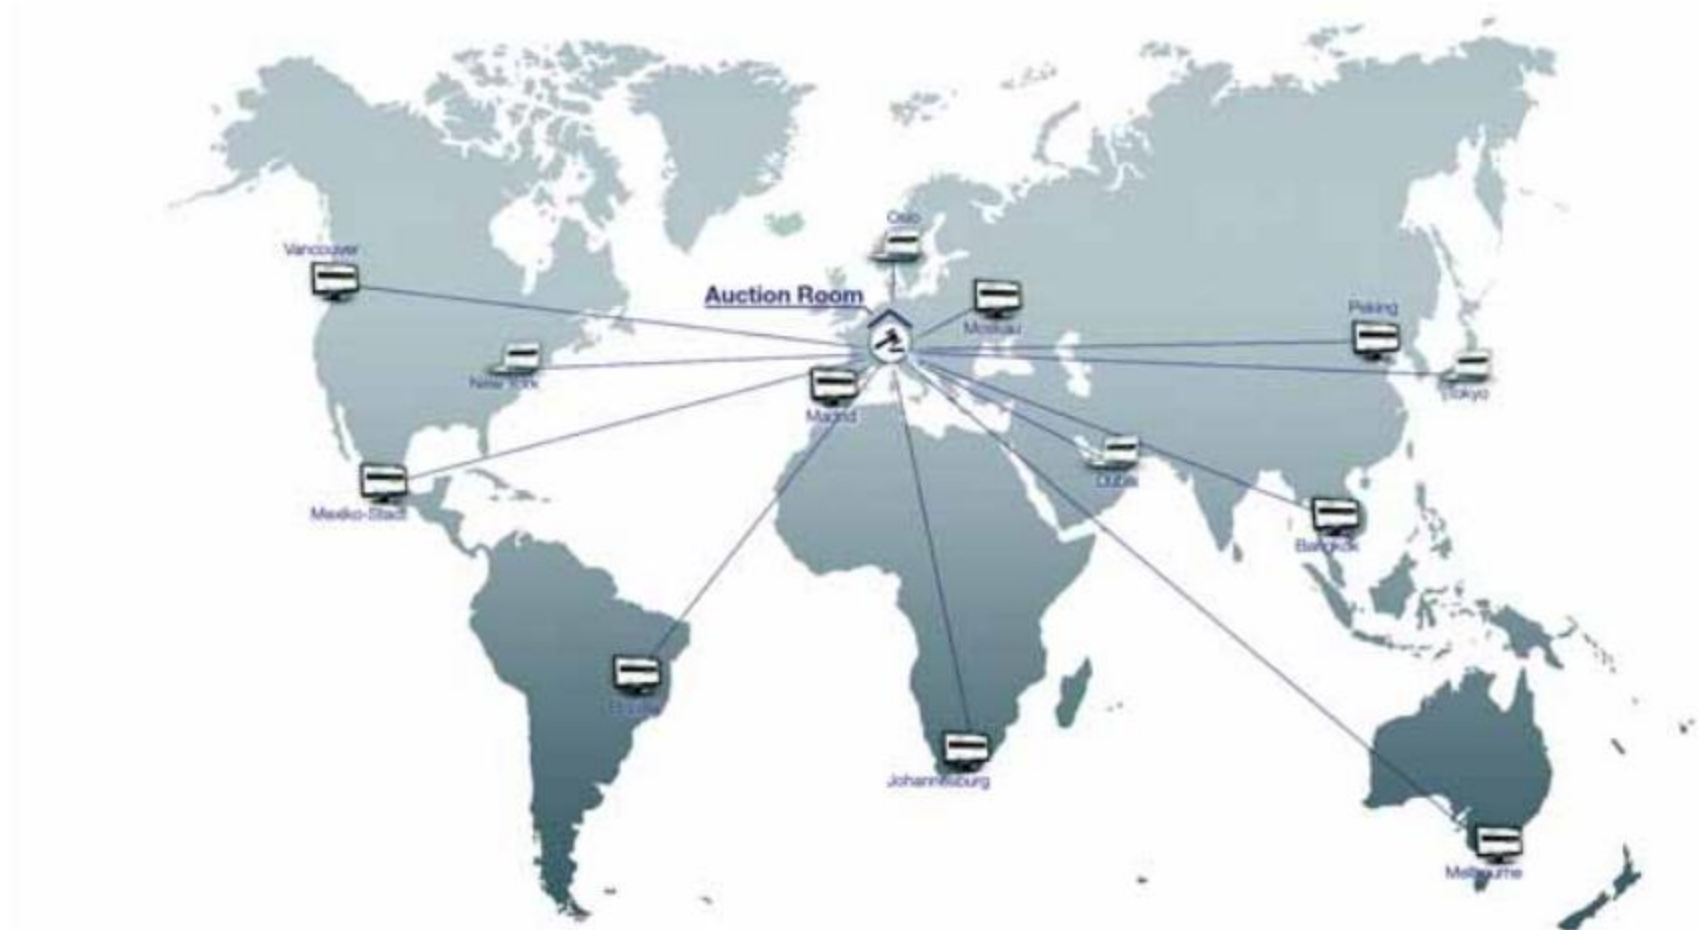 Oslo
Vancouver
Auction Room
Peking
Moskau
New York
Tokyo
Madrid
Dubai
Mexiko-Stadt
Bangkok
Johannesburg
Melbourne